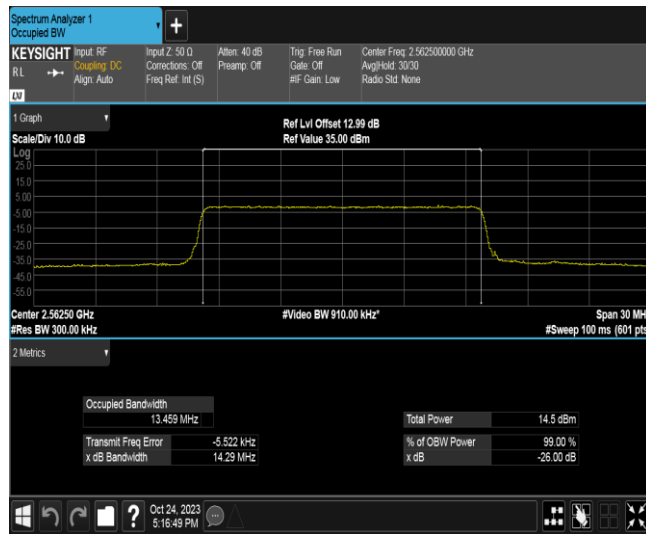 Spectrum Analyzer 1
Occupied BW
+
KEYSIGHT
RL
LXI
Input: RF
Coupling: DC
Align: Auto
Input Z: 50 Ω
Corrections: Off
Freq Ref: Int (S)
Atten: 40 dB
Preamp: Off
Trig: Free Run
Gate: Off
#IF Gain: Low
Center Freq: 2.562500000 GHz
Avg|Hold: 30/30
Radio Std: None
1 Graph
Scale/Div 10.0 dB
Ref Lvl Offset 12.99 dB
Ref Value 35.00 dBm
Log
25.0
15.0
5.00
-5.00
-15.0
-25.0
-35.0
-45.0
-55.0
Center 2.56250 GHz
#Res BW 300.00 kHz
#Video BW 910.00 kHz*
Span 30 MH
#Sweep 100 ms (601 pts
2 Metrics
Occupied Bandwidth
13.459 MHz
Transmit Freq Error -5.522 kHz
x dB Bandwidth 14.29 MHz
Total Power 14.5 dBm
% of OBW Power 99.00 %
x dB -26.00 dB
?
Oct 24, 2023
5:16:49 PM